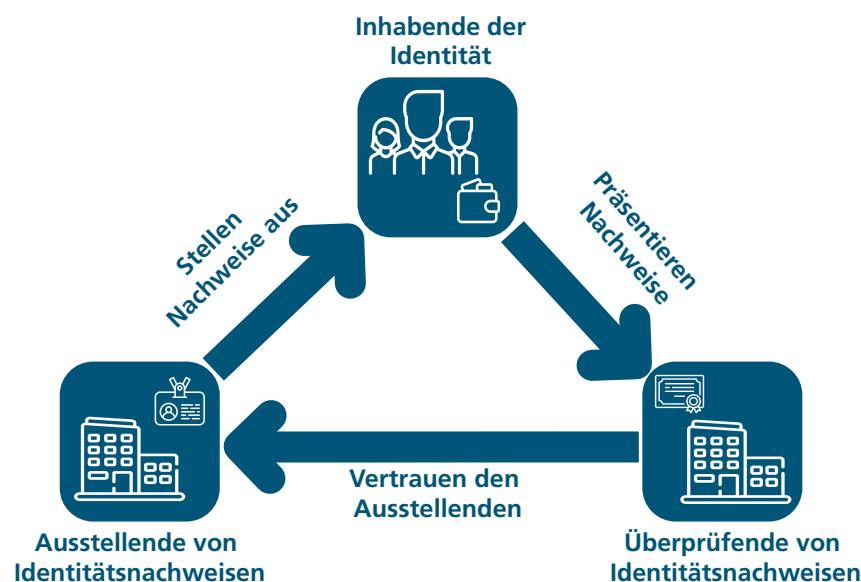 Inhabende der
Identität
Stellen
Nachweise aus
Präsentieren
Nachweise
Vertrauen den
Ausstellenden
Ausstellende von
Identitätsnachweisen
Überprüfende von
Identitätsnachweisen